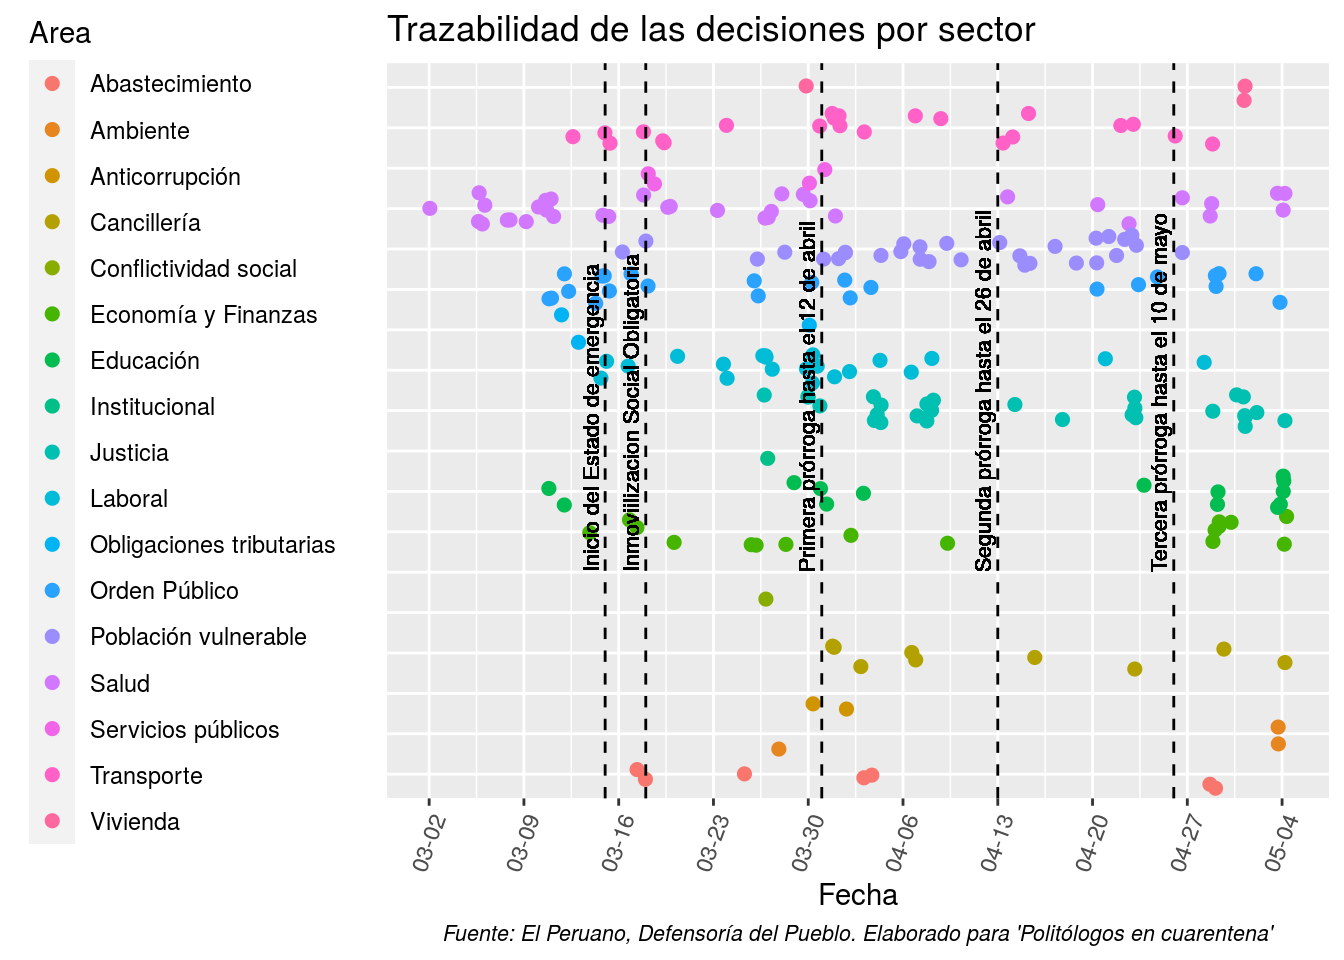 Trazabilidad de las decisiones por sector
Area
Abastecimiento
Ambiente
Anticorrupción
Cancillería
Conflictividad social
Economía y Finanzas
Educación
Institucional
Justicia
Laboral
Obligaciones tributarias
Orden Público
Población vulnerable
Salud
Servicios públicos
Transporte
Vivienda
Inicio del Estado de emergencia
Inmoviilizacion Social Obligatoria
Primera prórroga hasta el 12 de abril
Segunda prórroga hasta el 26 de abril
Tercera prórroga hasta el 10 de mayo
03-02
03-09
03-16
03-23
03-30
04-06
04-13
04-20
04-27
05-04
Fecha
Fuente: El Peruano, Defensoría del Pueblo. Elaborado para 'Politólogos en cuarentena'